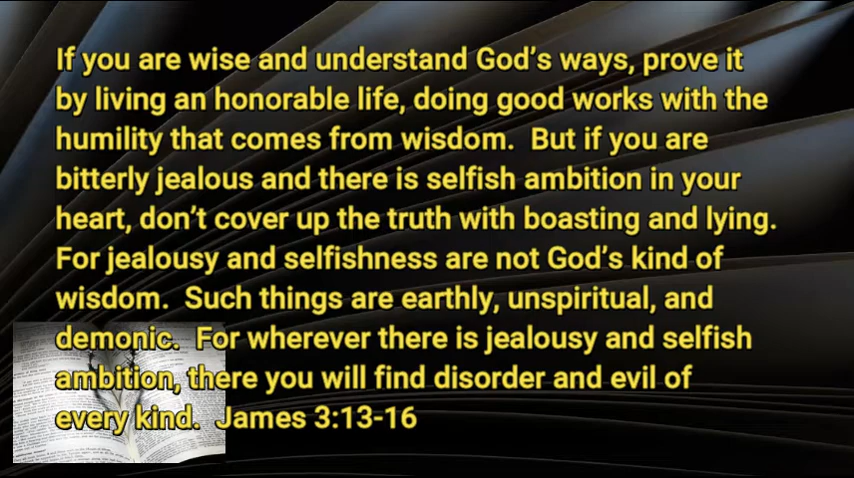 If you are wise and understand God’s ways, prove it
by living an honorable life, doing good works with the
humility that comes from wisdom.  But if you are
bitterly jealous and there is selfish ambition in your
heart, don’t cover up the truth with boasting and lying.
For jealousy and selfishness are not God’s kind of
wisdom.  Such things are earthly, unspiritual, and
demonic.  For wherever there is jealousy and selfish
ambition, there you will find disorder and evil of
every kind.  James 3:13-16